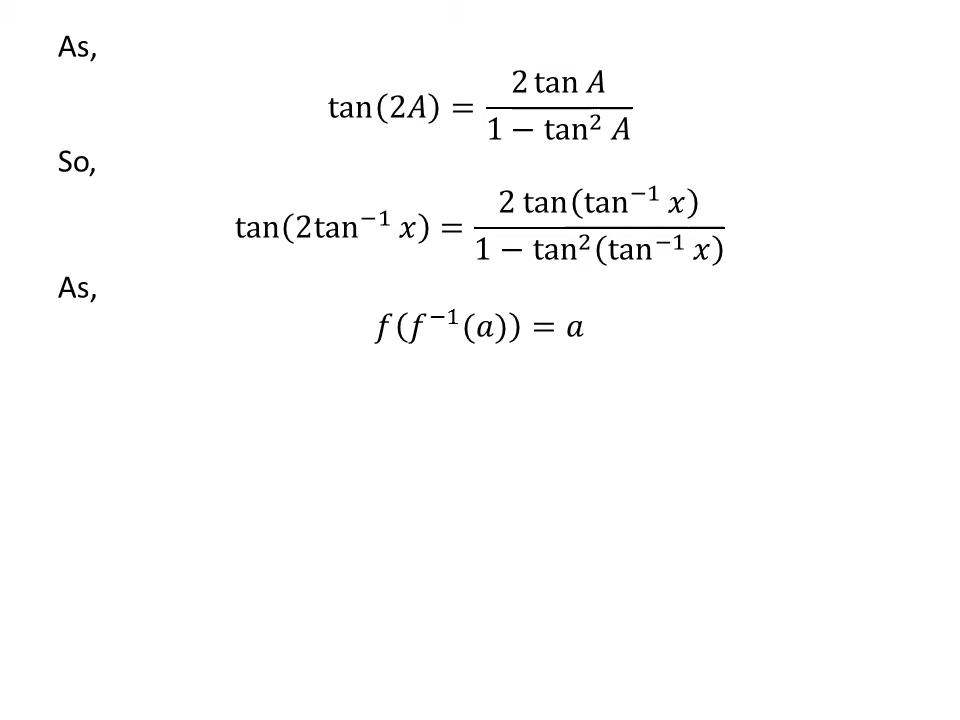 As,
tan(2𝐴) = 2 tan 𝐴 / 1 − tan² 𝐴
So,
tan(2tan⁻¹ 𝑥) = 2 tan(tan⁻¹ 𝑥) / 1 − tan²(tan⁻¹ 𝑥)
As,
𝑓(𝑓⁻¹(𝑎)) = 𝑎